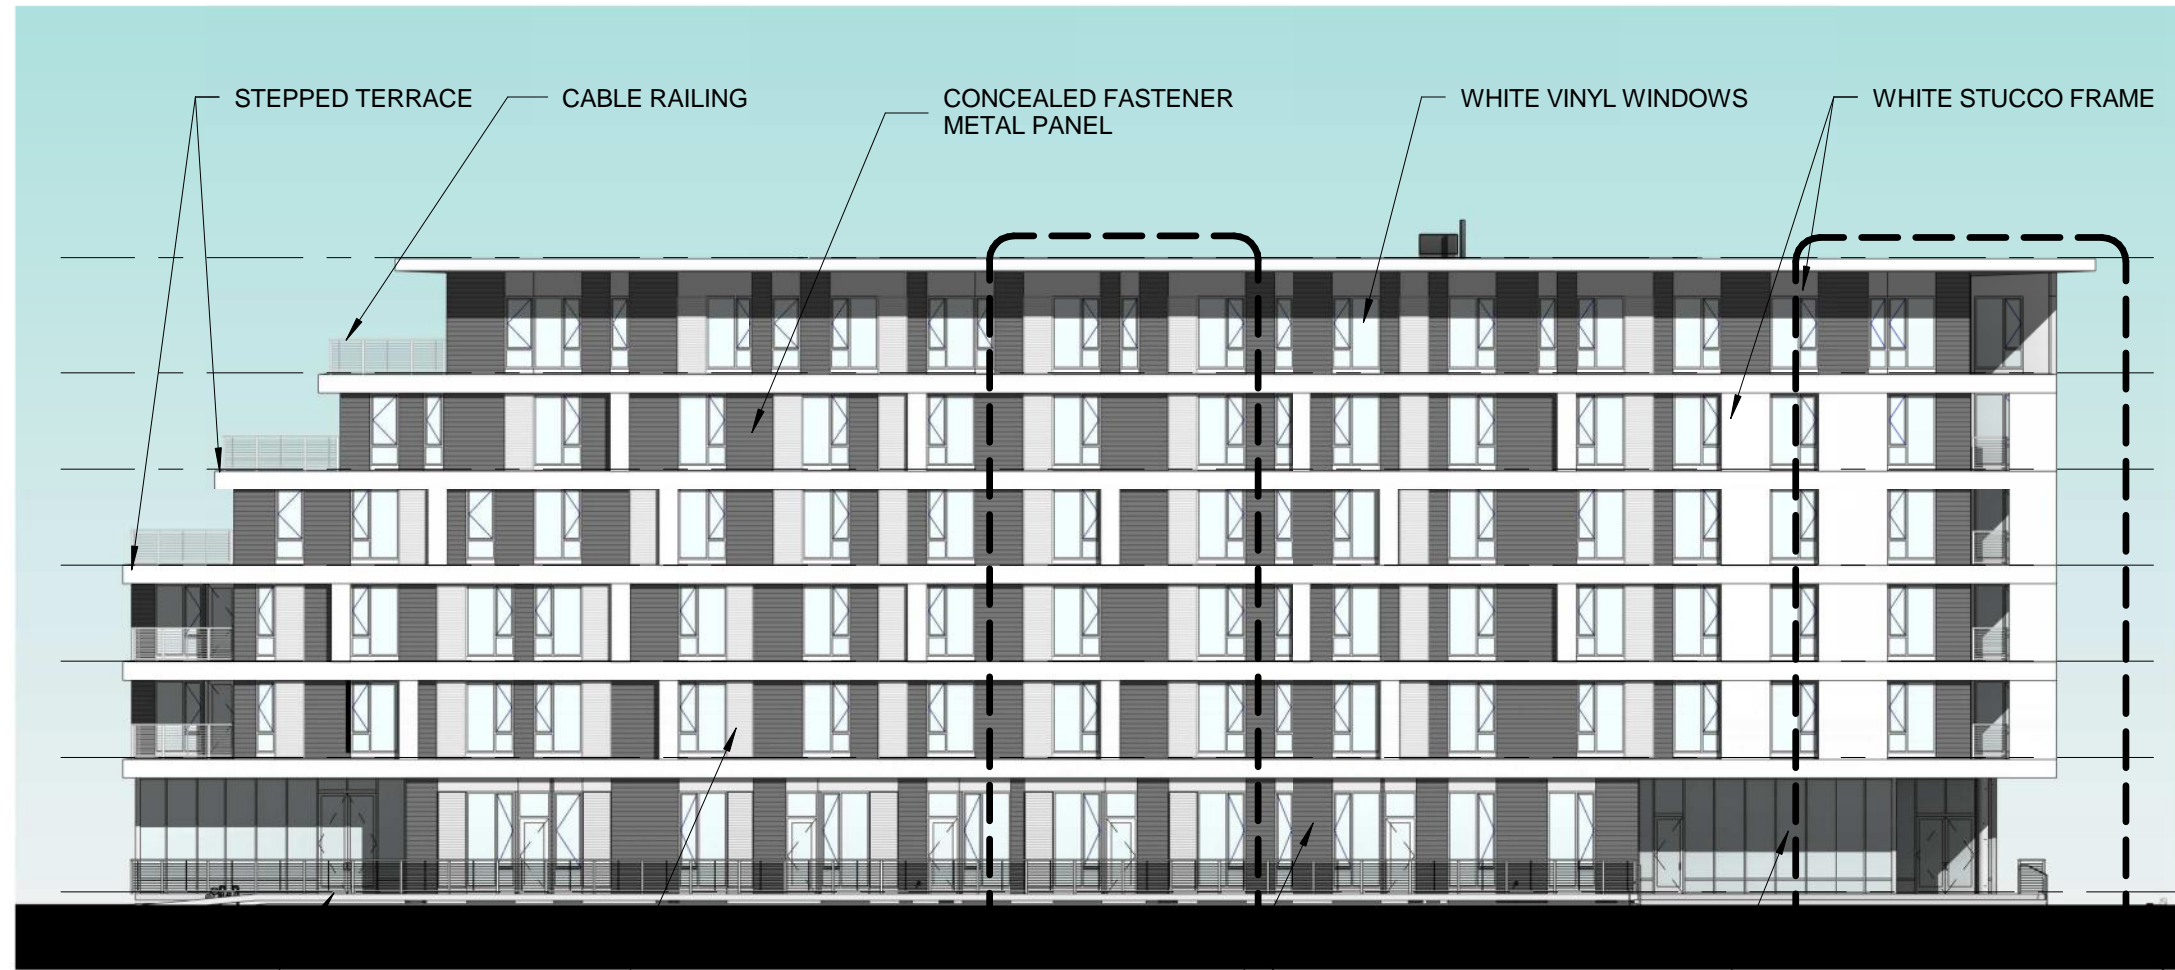 STEPPED TERRACE
CABLE RAILING
CONCEALED FASTENER
METAL PANEL
WHITE VINYL WINDOWS
WHITE STUCCO FRAME